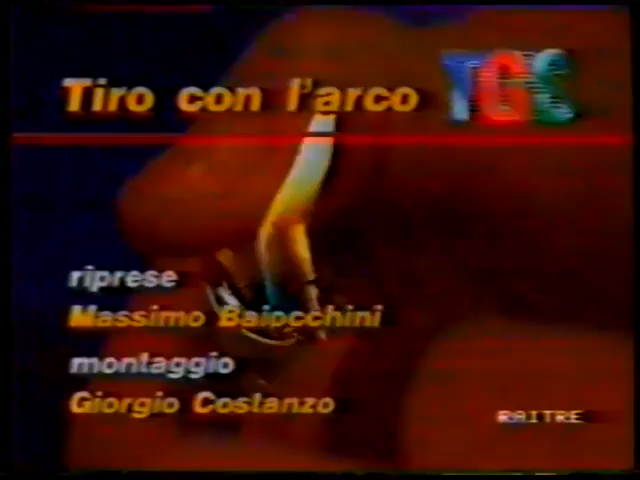 Tiro con l'arco TGS
riprese
Massimo Baiocchini
montaggio
Giorgio Costanzo
RAITRE